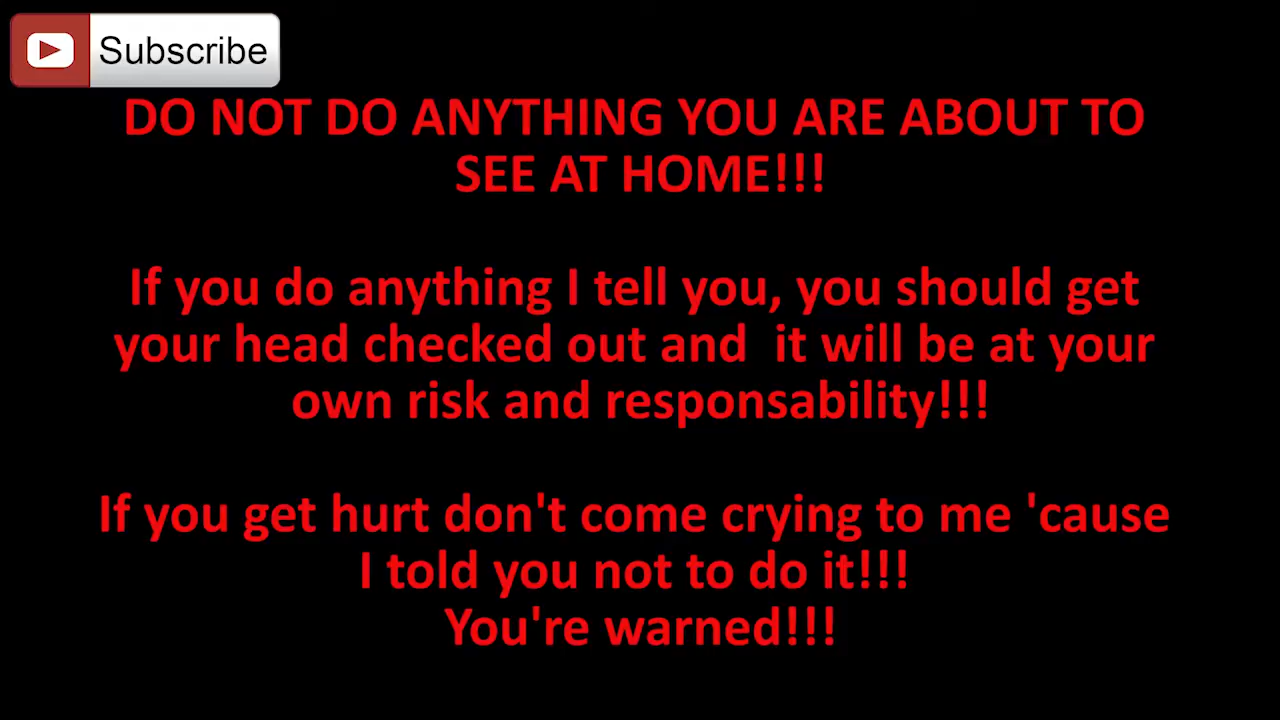 Subscribe
DO NOT DO ANYTHING YOU ARE ABOUT TO
SEE AT HOME!!!
If you do anything I tell you, you should get
your head checked out and  it will be at your
own risk and responsability!!!
If you get hurt don't come crying to me 'cause
I told you not to do it!!!
You're warned!!!